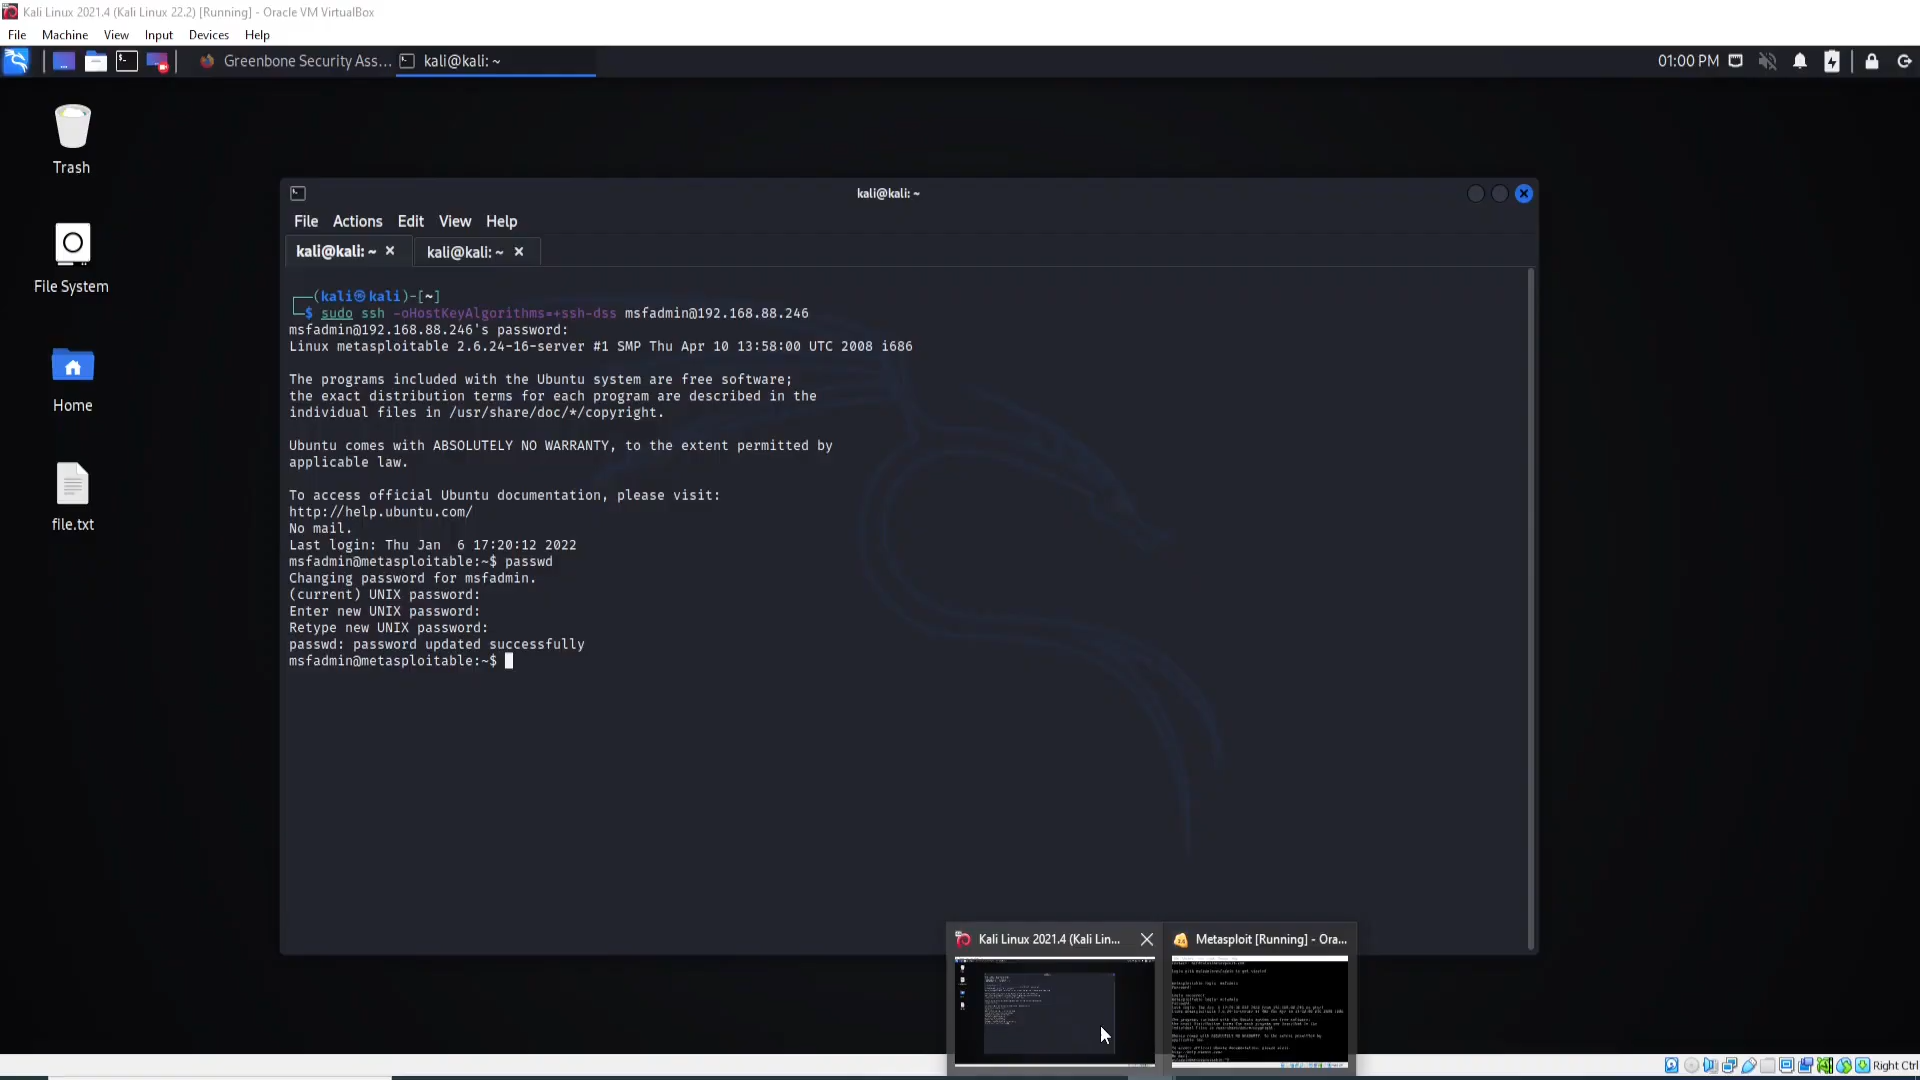 Kali Linux 2021.4 (Kali Linux 22.2) [Running] - Oracle VM VirtualBox
File Machine View Input Devices Help
Greenbone Security Ass... kali@kali: ~ 01:00 PM
Trash
File System
Home
file.txt
kali@kali: ~
File Actions Edit View Help
kali@kali: ~ kali@kali: ~
┌──(kali㉿kali)-[~]
└─$ sudo ssh -oHostKeyAlgorithms=+ssh-dss msfadmin@192.168.88.246
msfadmin@192.168.88.246's password:
Linux metasploitable 2.6.24-16-server #1 SMP Thu Apr 10 13:58:00 UTC 2008 i686
The programs included with the Ubuntu system are free software;
the exact distribution terms for each program are described in the
individual files in /usr/share/doc/*/copyright.
Ubuntu comes with ABSOLUTELY NO WARRANTY, to the extent permitted by
applicable law.
To access official Ubuntu documentation, please visit:
http://help.ubuntu.com/
No mail.
Last login: Thu Jan  6 17:20:12 2022
msfadmin@metasploitable:~$ passwd
Changing password for msfadmin.
(current) UNIX password:
Enter new UNIX password:
Retype new UNIX password:
passwd: password updated successfully
msfadmin@metasploitable:~$
Kali Linux 2021.4 (Kali Lin... Metasploit [Running] - Ora...
Right Ctrl